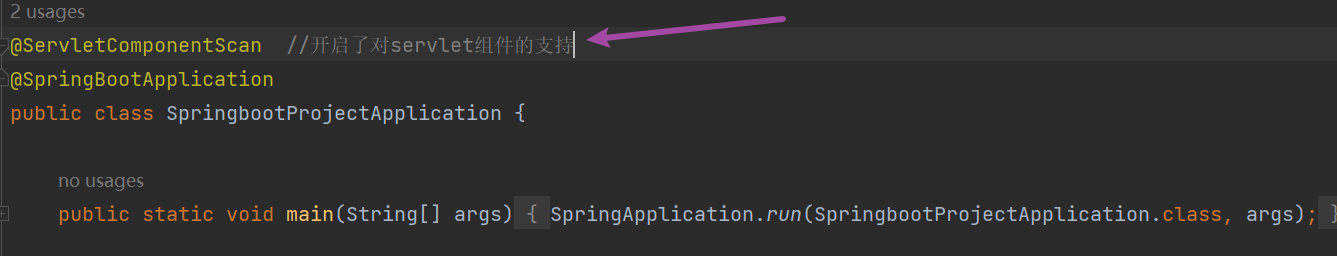 2 usages
@ServletComponentScan  //开启了对servlet组件的支持
@SpringBootApplication
public class SpringbootProjectApplication {
no usages
public static void main(String[] args) { SpringApplication.run(SpringbootProjectApplication.class, args); }